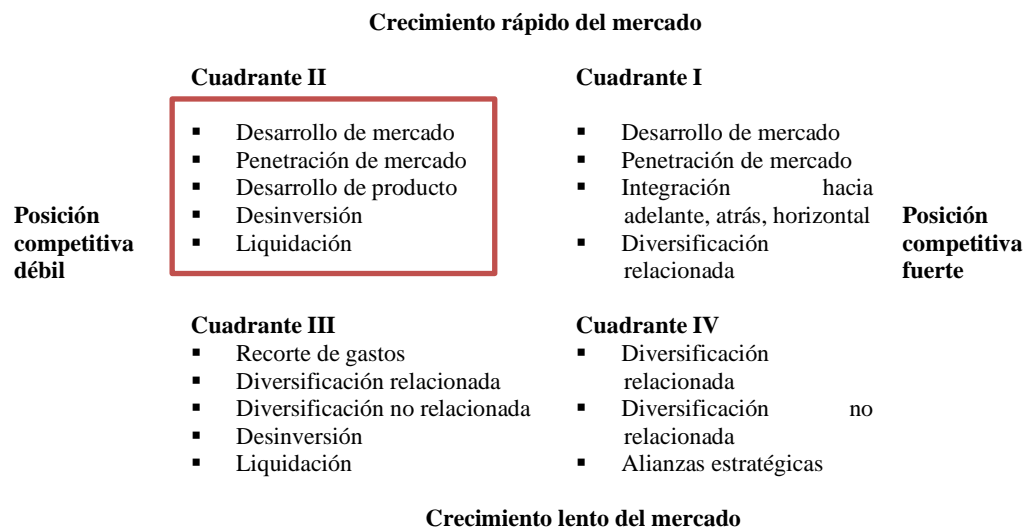 Crecimiento rápido del mercado
Cuadrante II
▪ Desarrollo de mercado
▪ Penetración de mercado
▪ Desarrollo de producto
▪ Desinversión
▪ Liquidación
Cuadrante I
▪ Desarrollo de mercado
▪ Penetración de mercado
▪ Integración hacia
adelante, atrás, horizontal
▪ Diversificación
relacionada
Posición
competitiva
débil
Posición
competitiva
fuerte
Cuadrante III
▪ Recorte de gastos
▪ Diversificación relacionada
▪ Diversificación no relacionada
▪ Desinversión
▪ Liquidación
Cuadrante IV
▪ Diversificación
relacionada
▪ Diversificación no
relacionada
▪ Alianzas estratégicas
Crecimiento lento del mercado